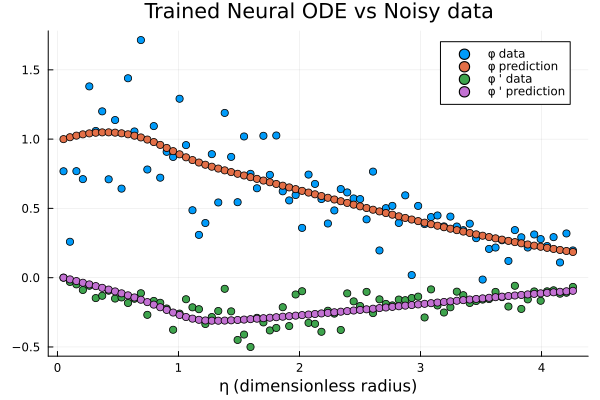 Trained Neural ODE vs Noisy data
φ data
φ prediction
φ ' data
φ ' prediction
1.5
1.0
0.5
0.0
−0.5
0
1
2
3
4
η (dimensionless radius)